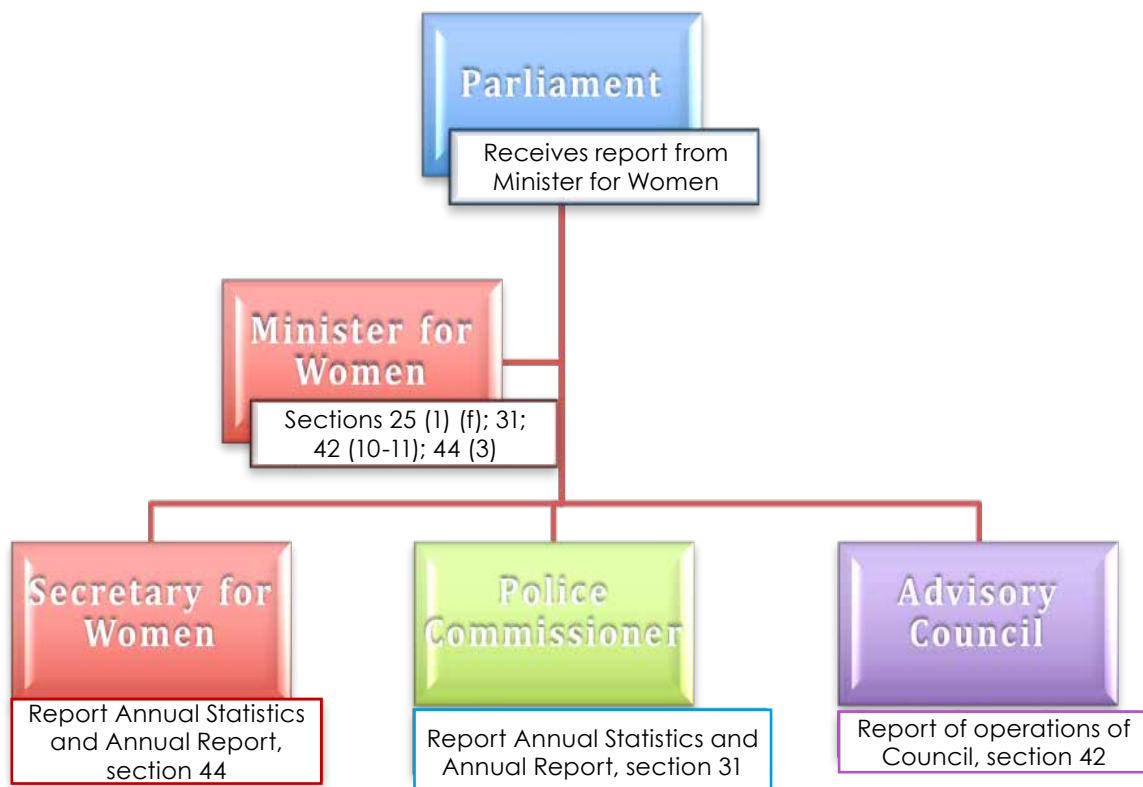 Parliament
Receives report from
Minister for Women
Minister for
Women
Sections 25 (1) (f); 31;
42 (10-11); 44 (3)
Secretary for
Women
Report Annual Statistics
and Annual Report,
section 44
Police
Commissioner
Report Annual Statistics and
Annual Report, section 31
Advisory
Council
Report of operations of
Council, section 42